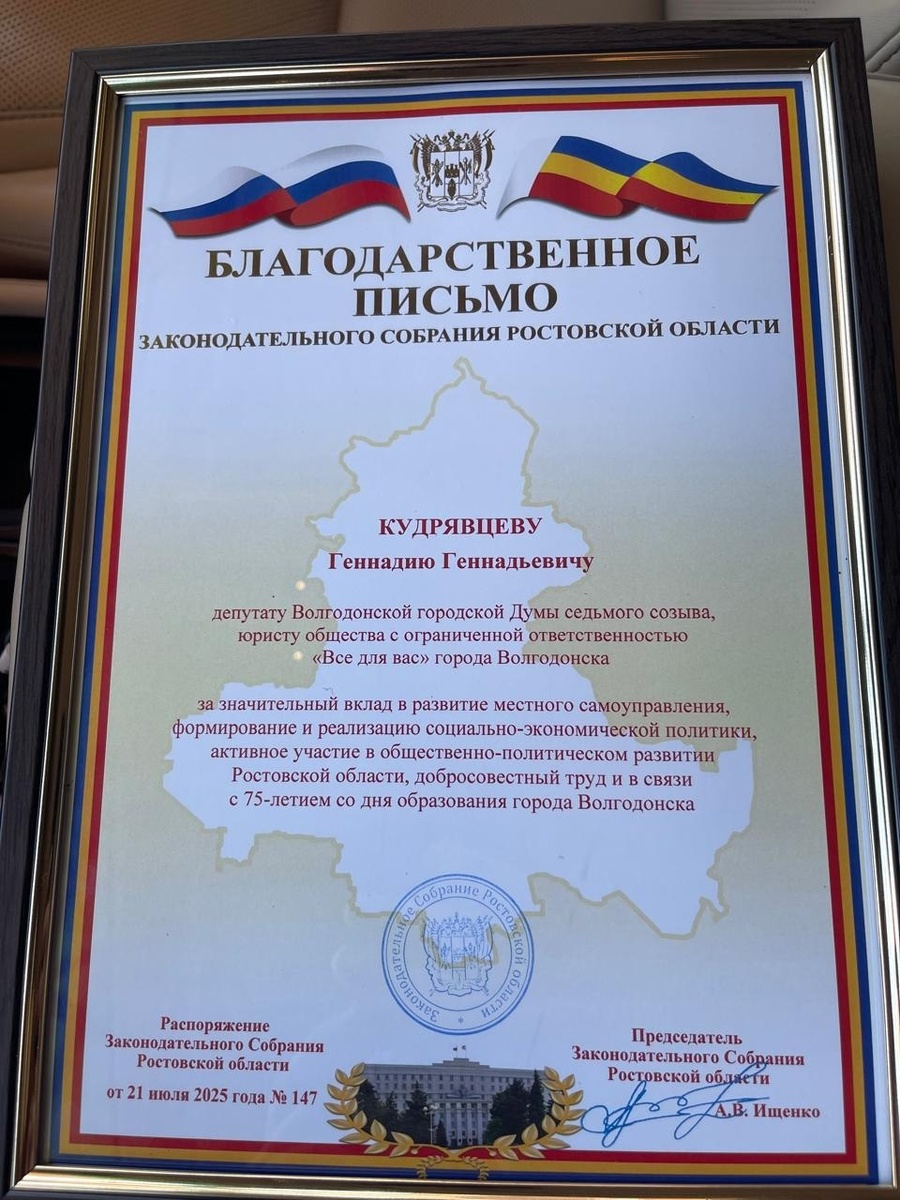 БЛАГОДАРСТВЕННОЕ
ПИСЬМО
ЗАКОНОДАТЕЛЬНОГО СОБРАНИЯ РОСТОВСКОЙ ОБЛАСТИ
КУДРЯВЦЕВУ
Геннадию Геннадьевичу
депутату Волгодонской городской Думы седьмого созыва,
юристу общества с ограниченной ответственностью
«Все для вас» города Волгодонска
за значительный вклад в развитие местного самоуправления,
формирование и реализацию социально-экономической политики,
активное участие в общественно-политическом развитии
Ростовской области, добросовестный труд и в связи
с 75-летием со дня образования города Волгодонска
Законодательное Собрание Ростовской области *
Распоряжение
Законодательного Собрания
Ростовской области
от 21 июля 2025 года № 147
Председатель
Законодательного Собрания
Ростовской области
А.В. Ищенко